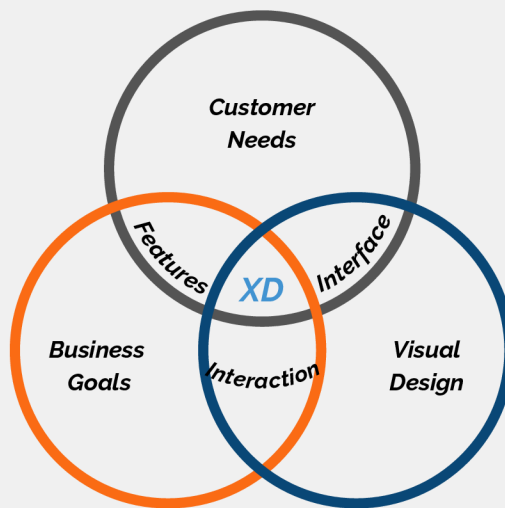 Customer
Needs
Features
Interface
XD
Business
Goals
Interaction
Visual
Design